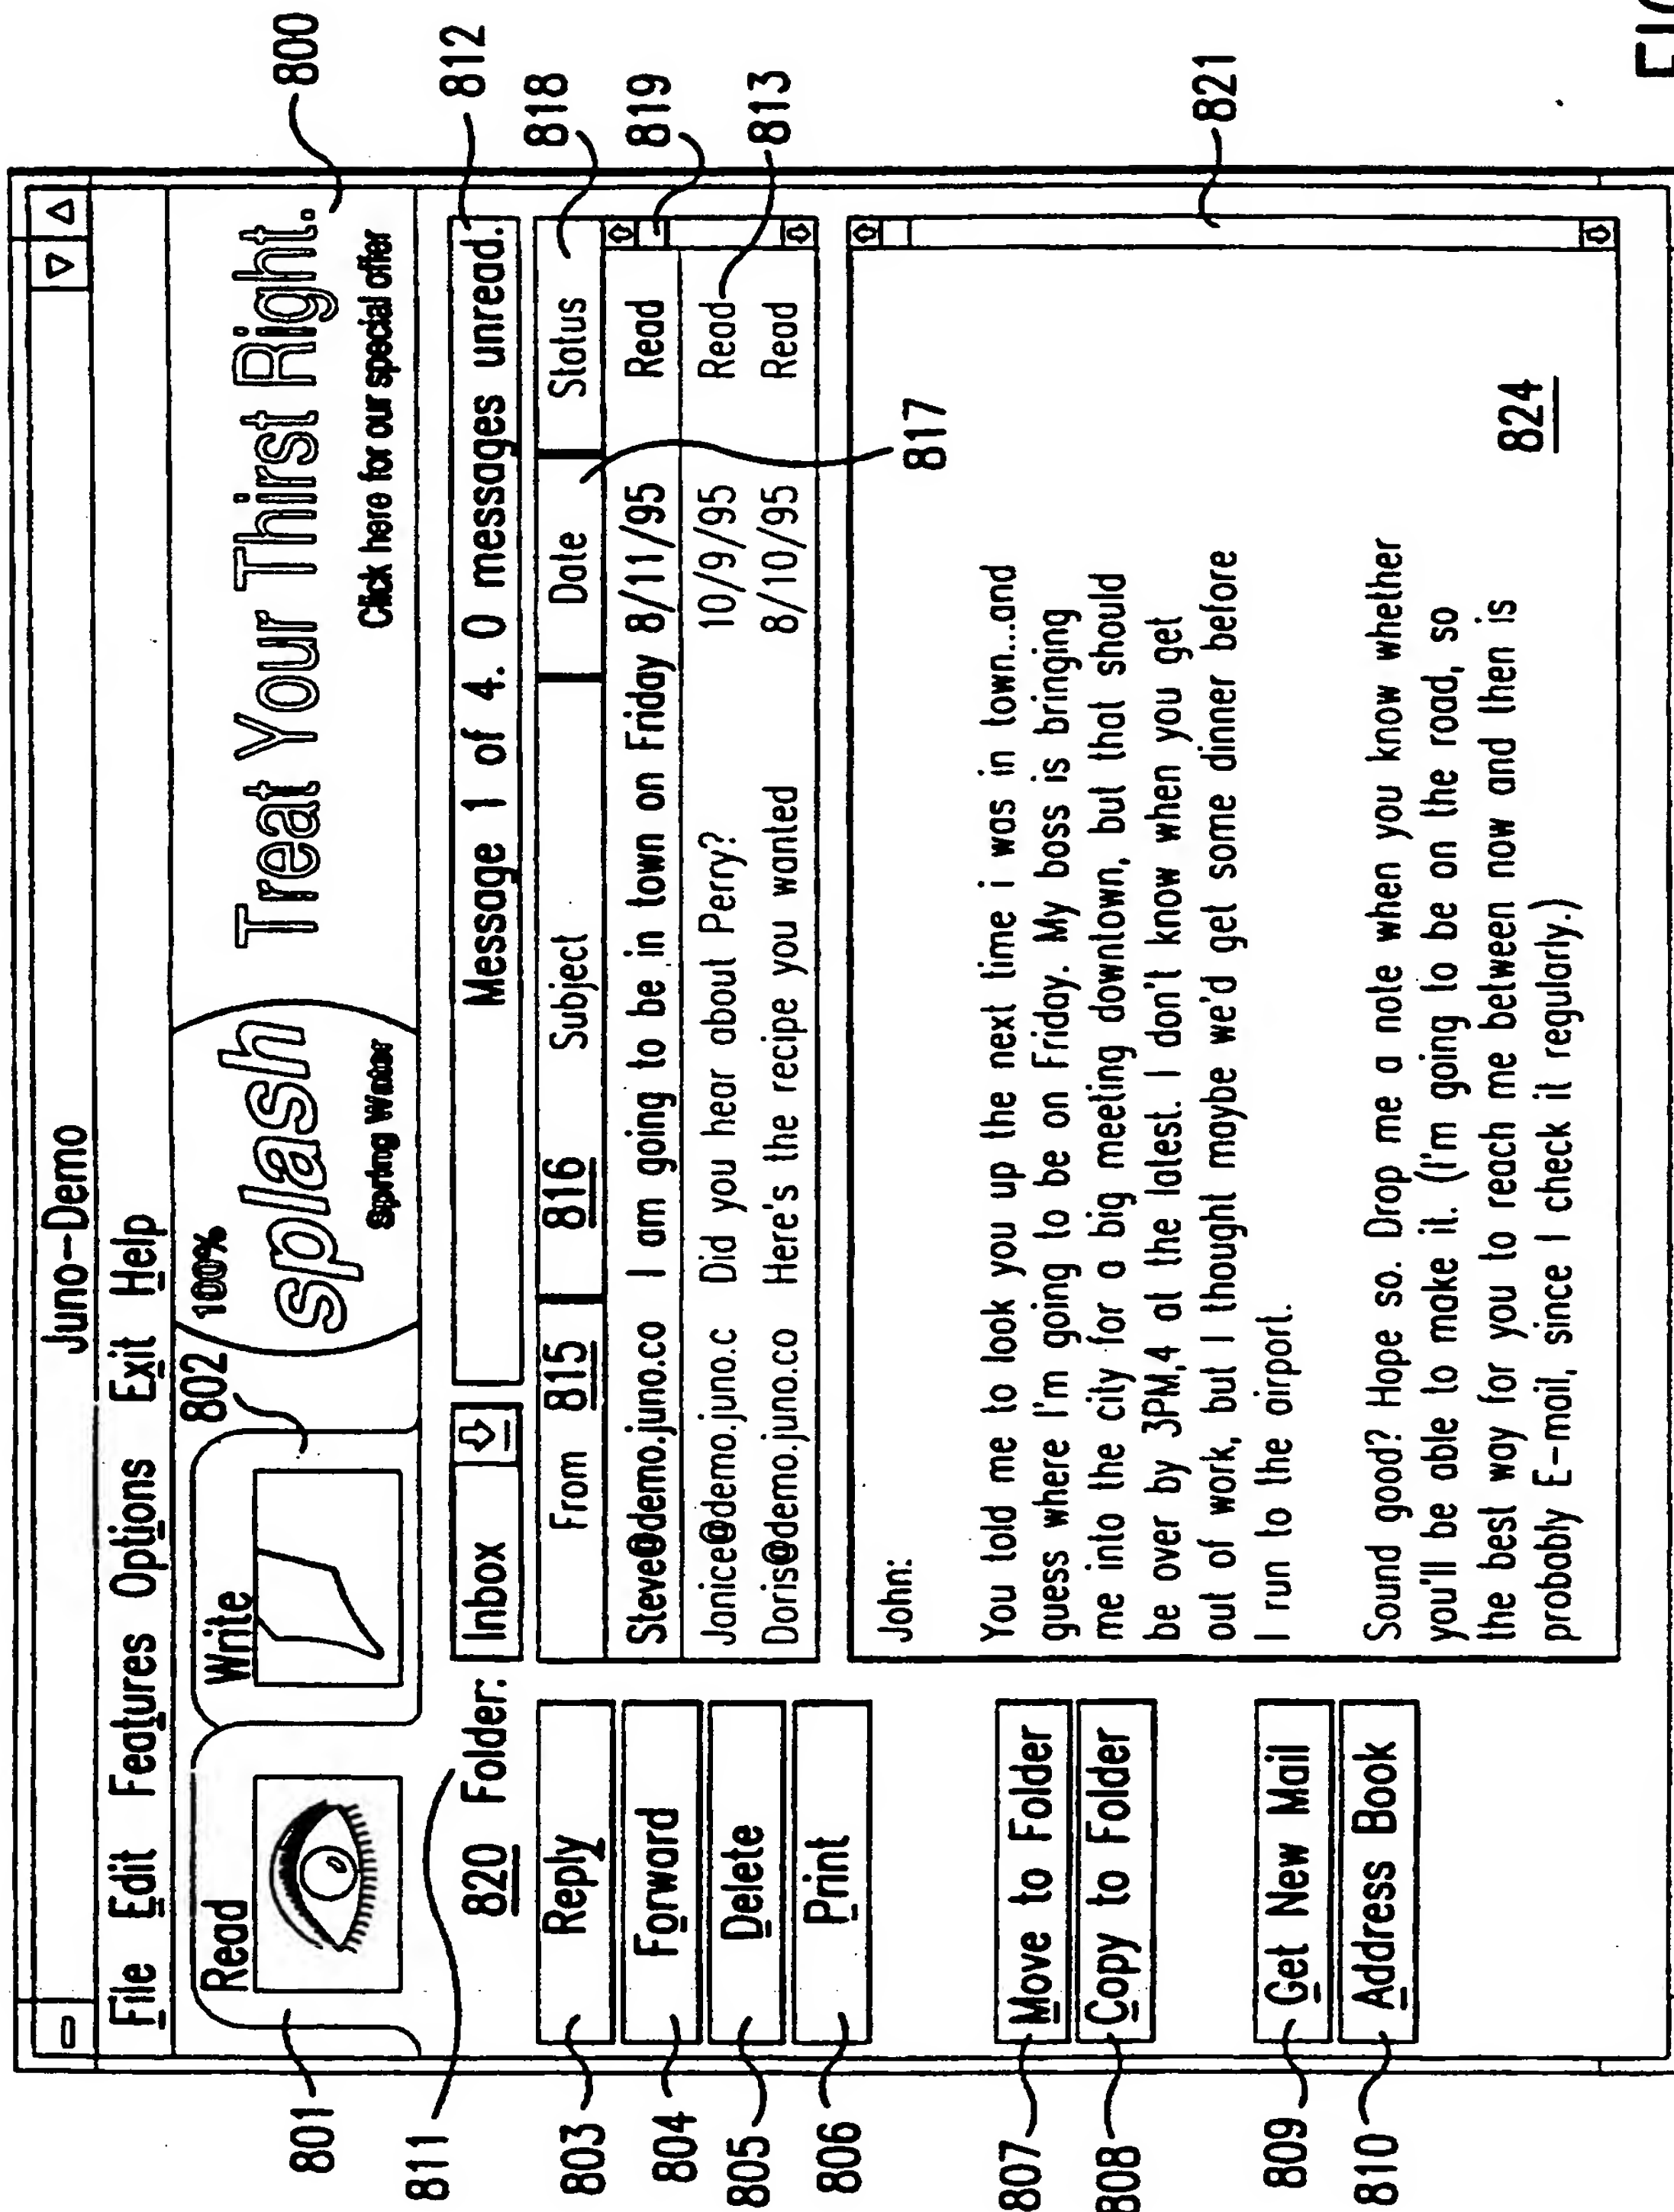 Juno-Demo
File Edit Features Options Exit Help
Read
Write
802
100%
splash
Spring Water
Treat Your Thirst Right.
Click here for our special offer
800
801
811
820 Folder: Inbox
Message 1 of 4. 0 messages unread.
812
From 815 816 Subject Date Status
818
Steve@demo.juno.co I am going to be in town on Friday 8/11/95 Read
819
Janice@demo.juno.c Did you hear about Perry? 10/9/95 Read
813
Doris@demo.juno.co Here's the recipe you wanted 8/10/95 Read
817
803 Reply
804 Forward
805 Delete
806 Print
807 Move to Folder
808 Copy to Folder
809 Get New Mail
810 Address Book
John:
You told me to look you up the next time i was in town...and
guess where I'm going to be on Friday. My boss is bringing
me into the city for a big meeting downtown, but that should
be over by 3PM,4 at the latest. I don't know when you get
out of work, but I thought maybe we'd get some dinner before
I run to the airport.
Sound good? Hope so. Drop me a note when you know whether
you'll be able to make it. (I'm going to be on the road, so
the best way for you to reach me between now and then is
probably E-mail, since I check it regularly.)
821
824